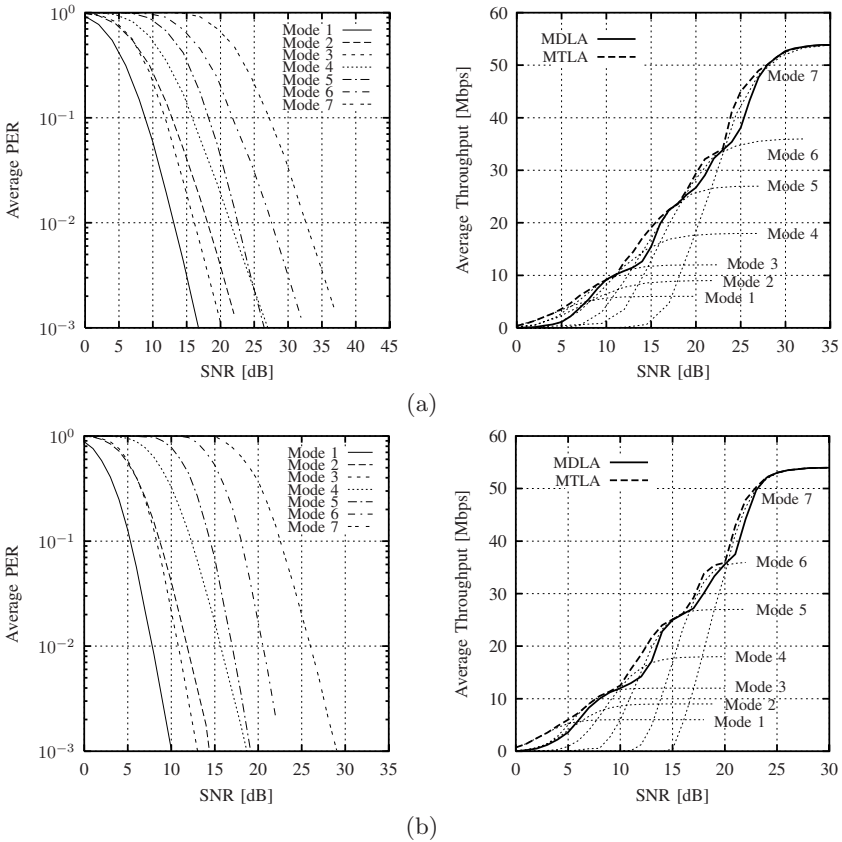 10^0
10^-1
10^-2
10^-3
Average PER
0 5 10 15 20 25 30 35 40 45
SNR [dB]
Mode 1
Mode 2
Mode 3
Mode 4
Mode 5
Mode 6
Mode 7
60
50
40
30
20
10
0
Average Throughput [Mbps]
0 5 10 15 20 25 30 35
SNR [dB]
MDLA
MTLA
Mode 7
Mode 6
Mode 5
Mode 4
Mode 3
Mode 2
Mode 1
(a)
10^0
10^-1
10^-2
10^-3
Average PER
0 5 10 15 20 25 30 35
SNR [dB]
Mode 1
Mode 2
Mode 3
Mode 4
Mode 5
Mode 6
Mode 7
60
50
40
30
20
10
0
Average Throughput [Mbps]
0 5 10 15 20 25 30
SNR [dB]
MDLA
MTLA
Mode 7
Mode 6
Mode 5
Mode 4
Mode 3
Mode 2
Mode 1
(b)